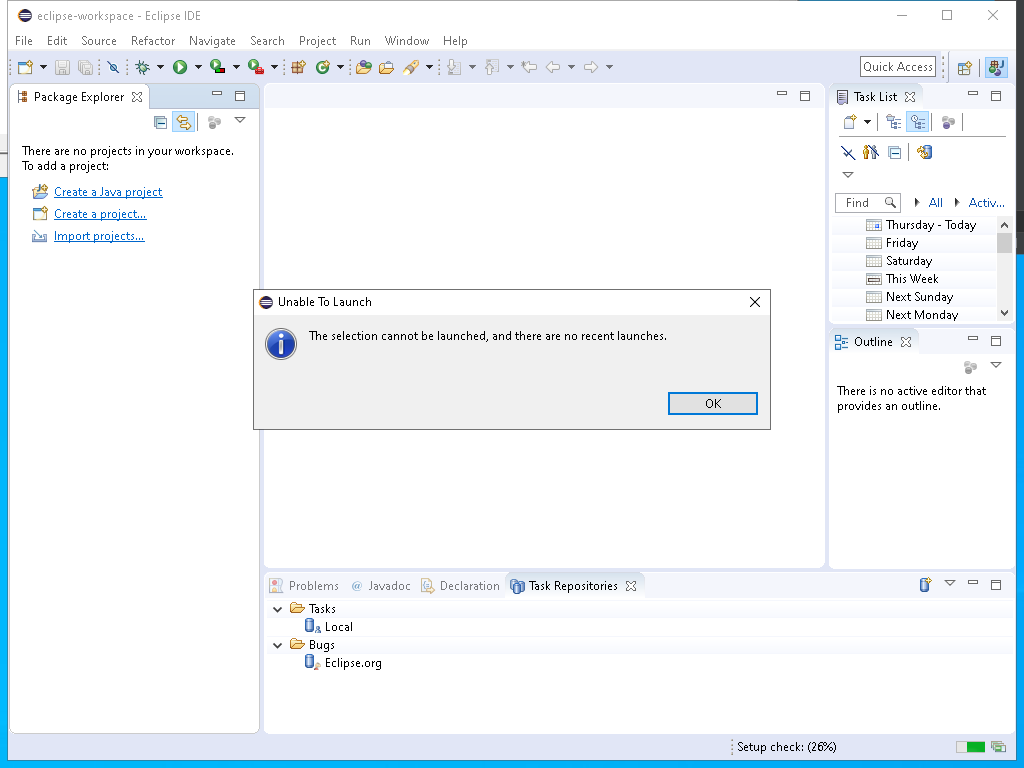 eclipse-workspace - Eclipse IDE
File Edit Source Refactor Navigate Search Project Run Window Help
Quick Access
Package Explorer
There are no projects in your workspace.
To add a project:
Create a Java project
Create a project...
Import projects...
Task List
Find
All
Activ...
Thursday - Today
Friday
Saturday
This Week
Next Sunday
Next Monday
Outline
There is no active editor that
provides an outline.
Unable To Launch
The selection cannot be launched, and there are no recent launches.
OK
Problems @ Javadoc Declaration Task Repositories
Tasks
Local
Bugs
Eclipse.org
Setup check: (26%)